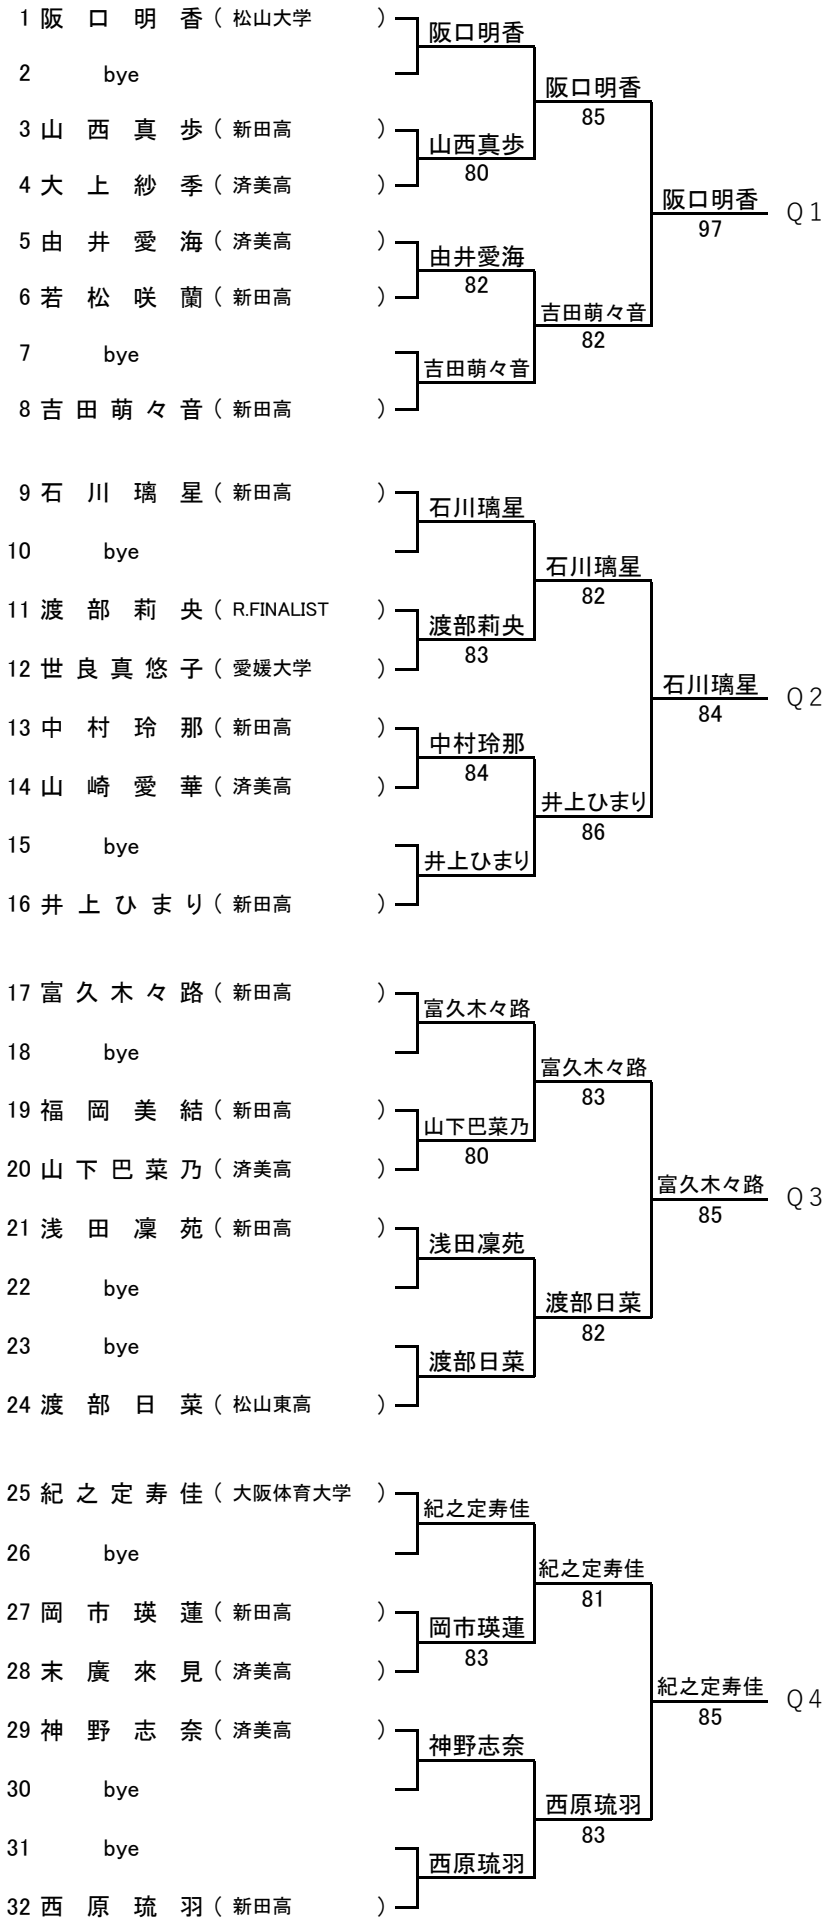 1 阪口明香（ 松山大学 ）
阪口明香
2 bye
阪口明香
85
3 山西真歩（ 新田高 ）
山西真歩
80
4 大上紗季（ 済美高 ）
阪口明香
97
Q1
5 由井愛海（ 済美高 ）
由井愛海
82
6 若松咲蘭（ 新田高 ）
吉田萌々音
82
7 bye
吉田萌々音
8 吉田萌々音（ 新田高 ）
9 石川璃星（ 新田高 ）
石川璃星
10 bye
石川璃星
82
11 渡部莉央（ R.FINALIST ）
渡部莉央
83
12 世良真悠子（ 愛媛大学 ）
石川璃星
84
Q2
13 中村玲那（ 新田高 ）
中村玲那
84
14 山崎愛華（ 済美高 ）
井上ひまり
86
15 bye
井上ひまり
16 井上ひまり（ 新田高 ）
17 富久木々路（ 新田高 ）
富久木々路
18 bye
富久木々路
83
19 福岡美結（ 新田高 ）
山下巴菜乃
80
20 山下巴菜乃（ 済美高 ）
富久木々路
85
Q3
21 浅田凜苑（ 新田高 ）
浅田凜苑
22 bye
渡部日菜
82
23 bye
渡部日菜
24 渡部日菜（ 松山東高 ）
25 紀之定寿佳（ 大阪体育大学 ）
紀之定寿佳
26 bye
紀之定寿佳
81
27 岡市瑛蓮（ 新田高 ）
岡市瑛蓮
83
28 末廣來見（ 済美高 ）
紀之定寿佳
85
Q4
29 神野志奈（ 済美高 ）
神野志奈
30 bye
西原琉羽
83
31 bye
西原琉羽
32 西原琉羽（ 新田高 ）